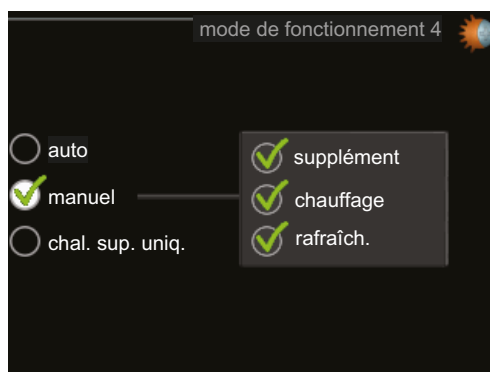 mode de fonctionnement 4
auto
manuel
chal. sup. uniq.
supplément
chauffage
rafraîch.